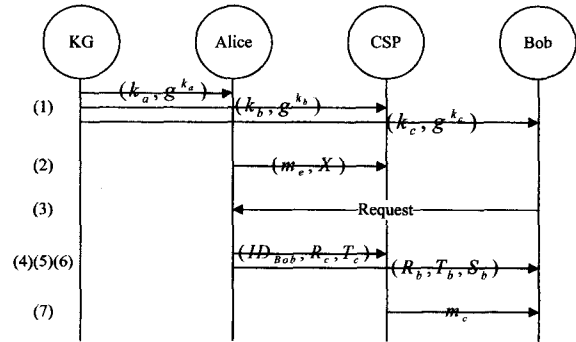 KG Alice CSP Bob
(k_a, g^{k_a})
(1) (k_b, g^{k_b})
(k_c, g^{k_c})
(2) (m_e, X)
(3) Request
(ID_{Bob}, R_c, T_c)
(4)(5)(6) (R_b, T_b, S_b)
(7) m_c